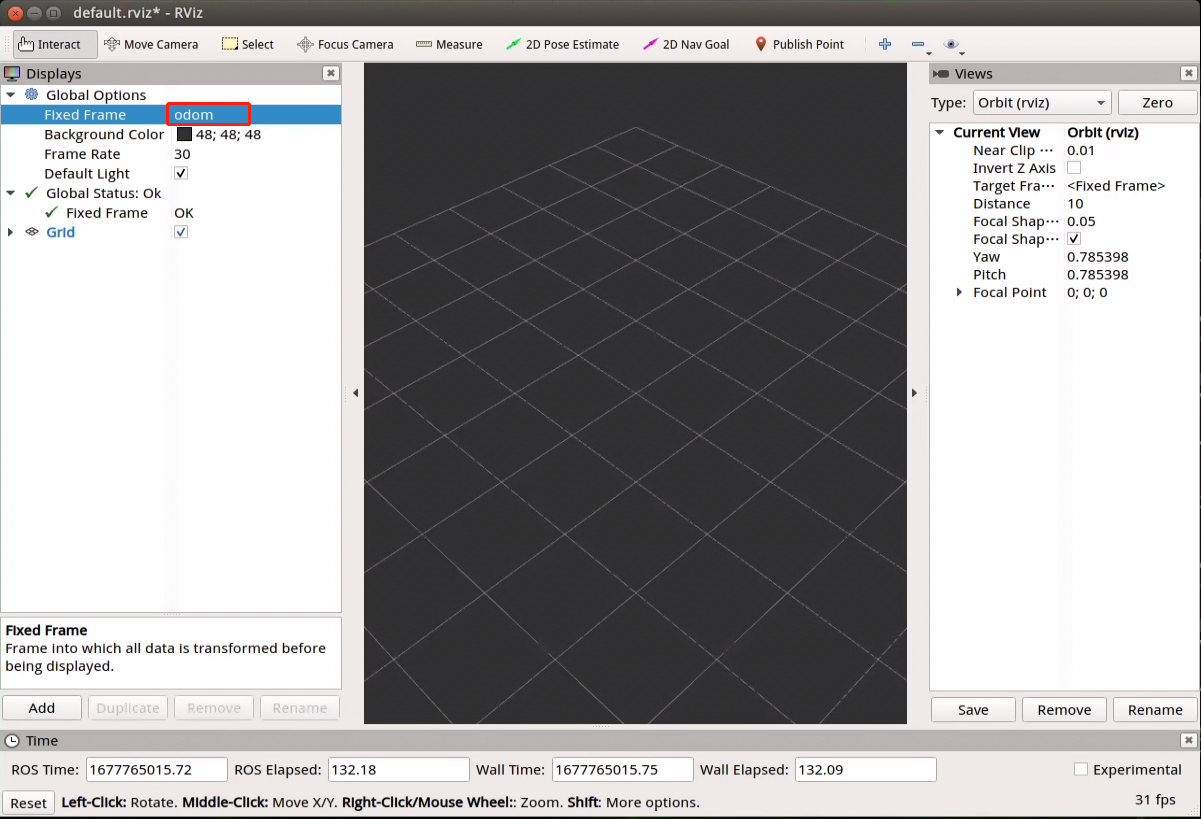 default.rviz* - RViz
Interact Move Camera Select Focus Camera Measure 2D Pose Estimate 2D Nav Goal Publish Point
Displays
Global Options
Fixed Frame odom
Background Color 48; 48; 48
Frame Rate 30
Default Light
Global Status: Ok
Fixed Frame OK
Grid
Fixed Frame
Frame into which all data is transformed before
being displayed.
Add Duplicate Remove Rename
Views
Type: Orbit (rviz) Zero
Current View Orbit (rviz)
Near Clip ··· 0.01
Invert Z Axis
Target Fra··· <Fixed Frame>
Distance 10
Focal Shap··· 0.05
Focal Shap···
Yaw 0.785398
Pitch 0.785398
Focal Point 0; 0; 0
Save Remove Rename
Time
ROS Time: 1677765015.72 ROS Elapsed: 132.18 Wall Time: 1677765015.75 Wall Elapsed: 132.09 Experimental
Reset Left-Click: Rotate. Middle-Click: Move X/Y. Right-Click/Mouse Wheel:: Zoom. Shift: More options. 31 fps